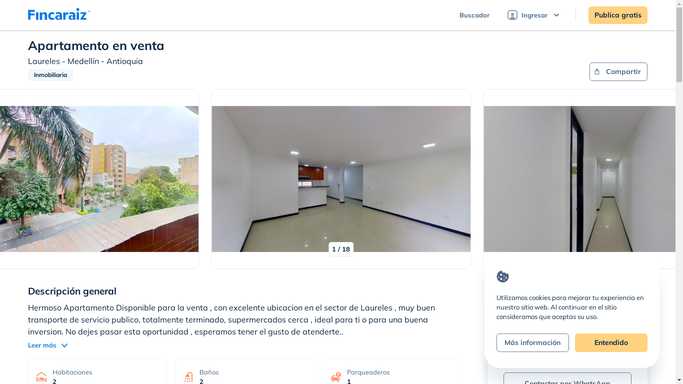 Fincaraiz
Buscador
Ingresar
Publica gratis
Apartamento en venta
Laureles - Medellín - Antioquia
Inmobiliaria
Compartir
1 / 18
Descripción general
Hermoso Apartamento Disponible para la venta , con excelente ubicacion en el sector de Laureles , muy buen
transporte de servicio publico, totalmente terminado, supermercados cerca , ideal para ti o para una buena
inversion. No dejes pasar esta oportunidad , esperamos tener el gusto de atenderte..
Leer más
Habitaciones
2
Baños
2
Parqueaderos
1
Utilizamos cookies para mejorar tu experiencia en
nuestro sitio web. Al continuar en el sitio
consideramos que aceptas su uso.
Más información
Entendido
Contactar por WhatsApp